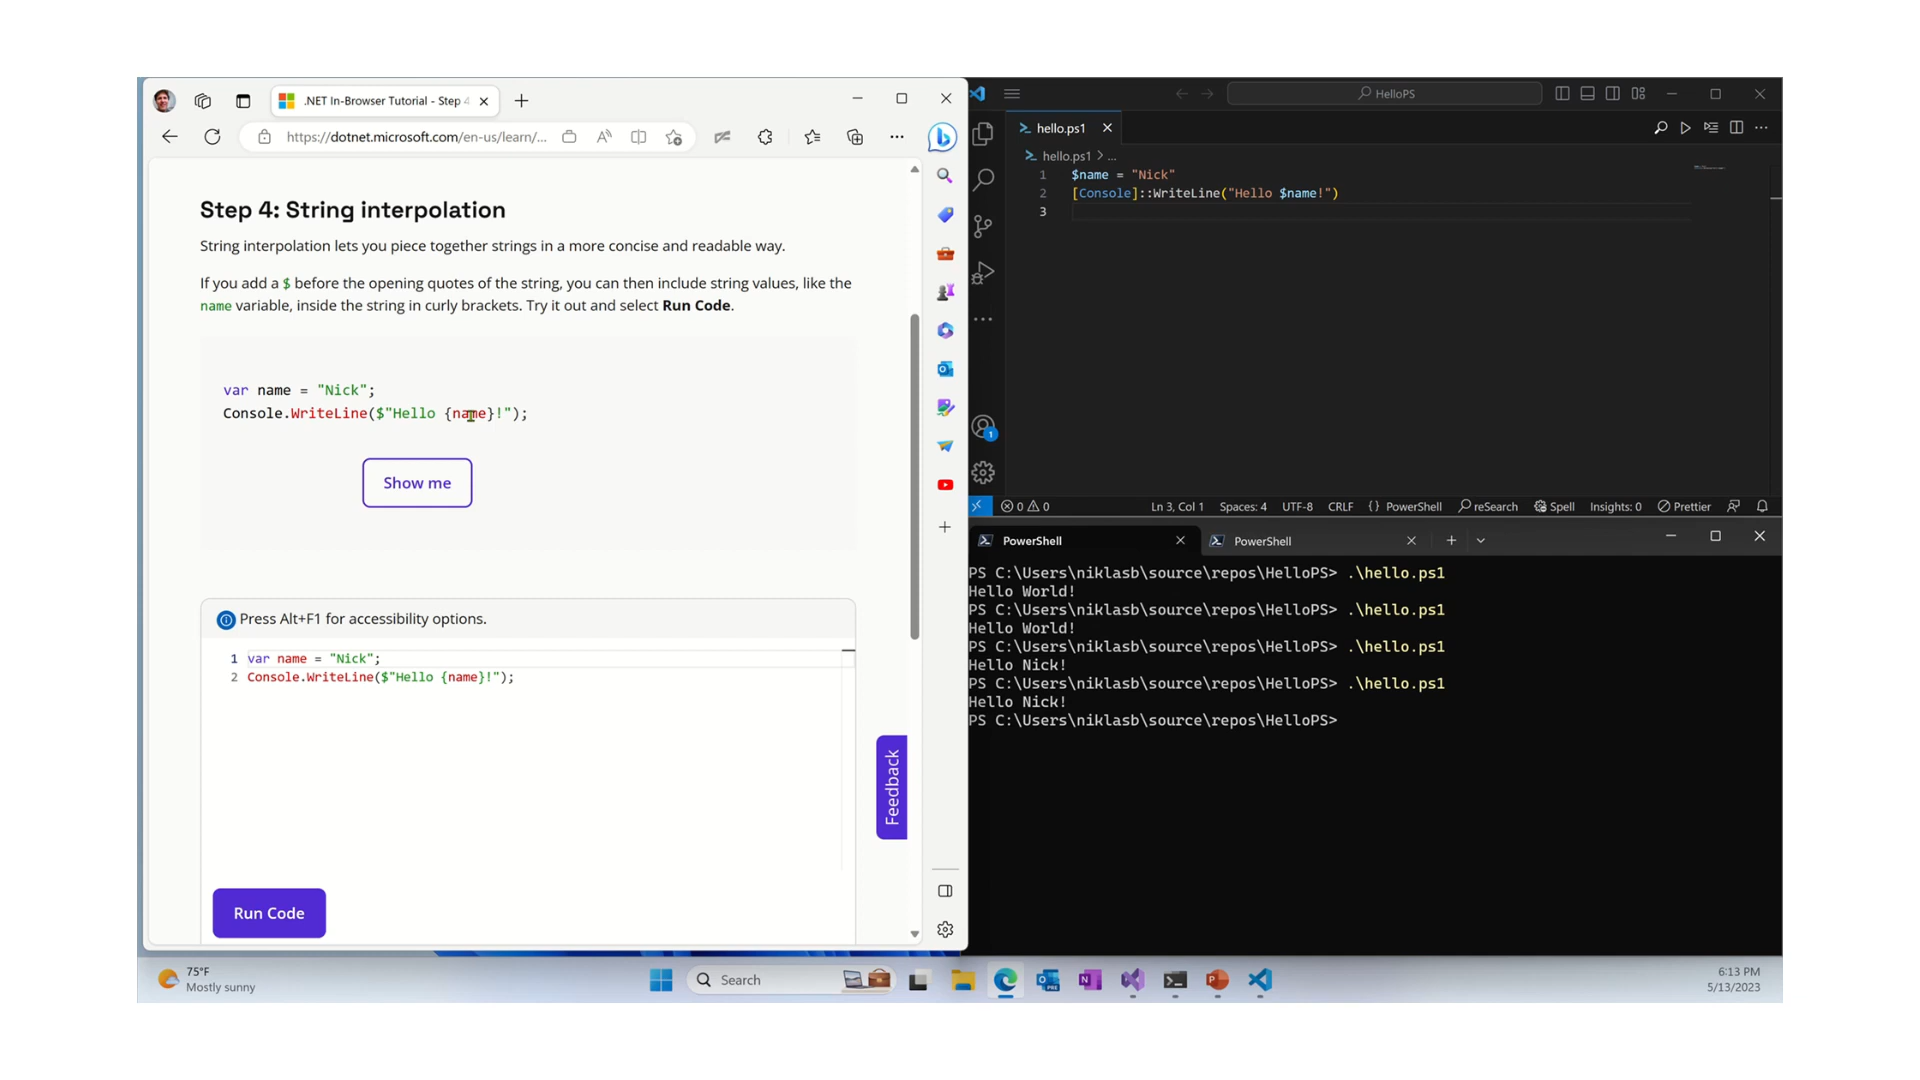 .NET In-Browser Tutorial - Step 4
https://dotnet.microsoft.com/en-us/learn/...
Step 4: String interpolation
String interpolation lets you piece together strings in a more concise and readable way.
If you add a $ before the opening quotes of the string, you can then include string values, like the
name variable, inside the string in curly brackets. Try it out and select Run Code.
var name = "Nick";
Console.WriteLine($"Hello {name}!");
Show me
Press Alt+F1 for accessibility options.
1 var name = "Nick";
2 Console.WriteLine($"Hello {name}!");
Feedback
Run Code
HelloPS
hello.ps1
hello.ps1 > ...
1 $name = "Nick"
2 [Console]::WriteLine("Hello $name!")
3
1
0 0 Ln 3, Col 1 Spaces: 4 UTF-8 CRLF {} PowerShell reSearch Spell Insights: 0 Prettier
PowerShell PowerShell
PS C:\Users\niklasb\source\repos\HelloPS> .\hello.ps1
Hello World!
PS C:\Users\niklasb\source\repos\HelloPS> .\hello.ps1
Hello World!
PS C:\Users\niklasb\source\repos\HelloPS> .\hello.ps1
Hello Nick!
PS C:\Users\niklasb\source\repos\HelloPS> .\hello.ps1
Hello Nick!
PS C:\Users\niklasb\source\repos\HelloPS>
75°F
Mostly sunny
Search
6:13 PM
5/13/2023